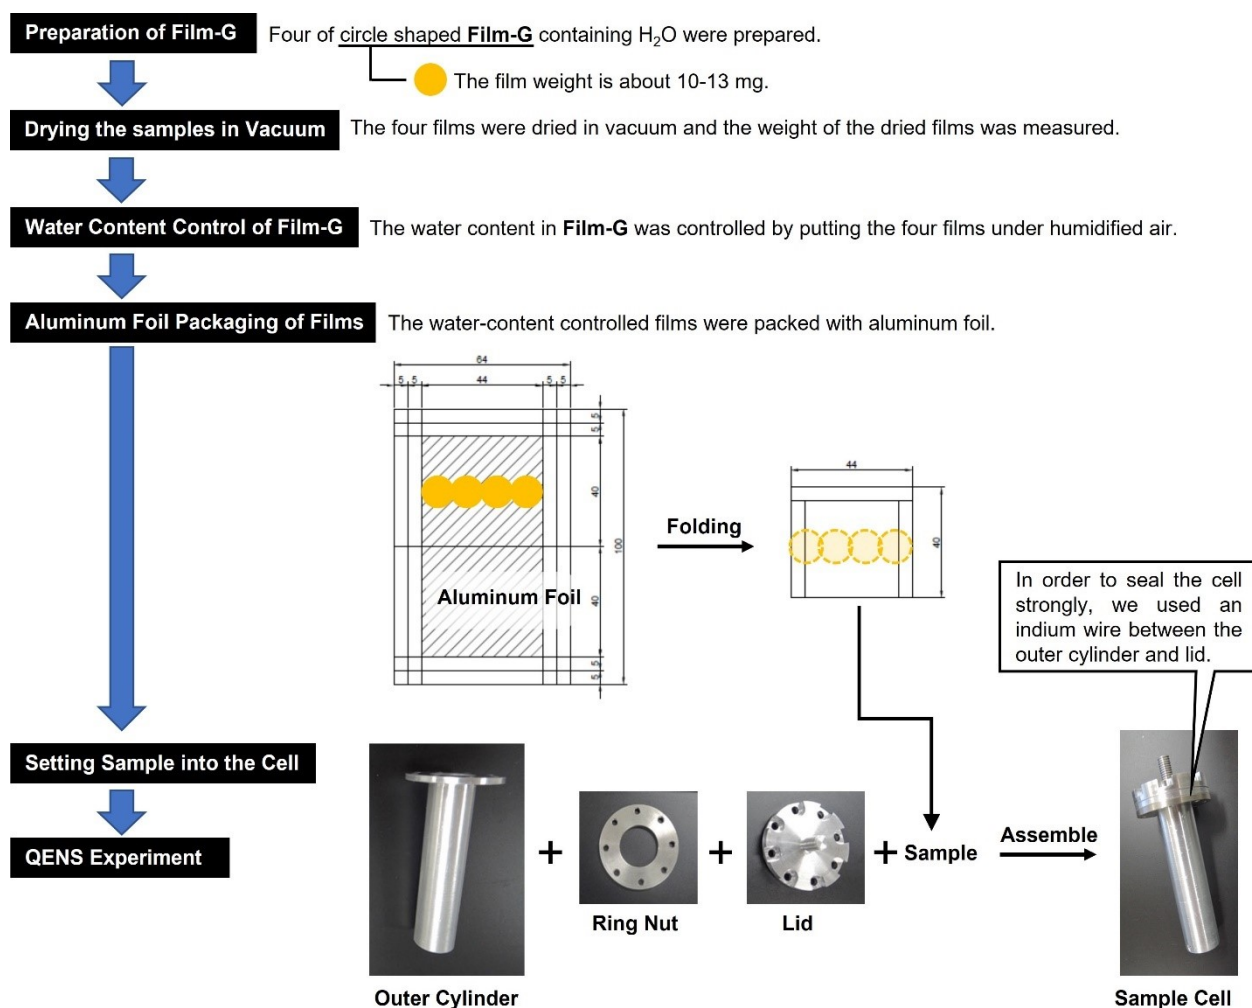 Preparation of Film-G
Four of circle shaped Film-G containing H₂O were prepared.
The film weight is about 10-13 mg.
Drying the samples in Vacuum
The four films were dried in vacuum and the weight of the dried films was measured.
Water Content Control of Film-G
The water content in Film-G was controlled by putting the four films under humidified air.
Aluminum Foil Packaging of Films
The water-content controlled films were packed with aluminum foil.
64
5 5 44 5 5
5
5
40
100
Aluminum Foil
40
5
5
Folding
44
40
In order to seal the cell
strongly, we used an
indium wire between the
outer cylinder and lid.
Setting Sample into the Cell
QENS Experiment
+
+
+
Sample
Assemble
Outer Cylinder
Ring Nut
Lid
Sample Cell